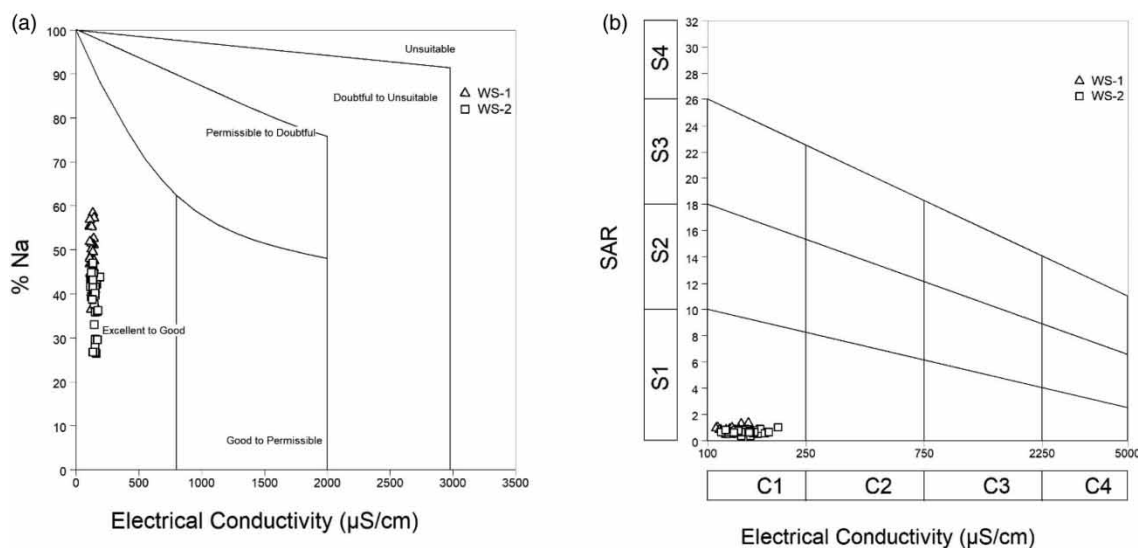 (a)
100
90
80
70
60
50
40
30
20
10
0
% Na
Unsuitable
Doubtful to Unsuitable
Permissible to Doubtful
Excellent to Good
Good to Permissible
WS-1
WS-2
0 500 1000 1500 2000 2500 3000 3500
Electrical Conductivity (µS/cm)
(b)
S4
S3
S2
S1
SAR
32
30
28
26
24
22
20
18
16
14
12
10
8
6
4
2
0
WS-1
WS-2
100 250 750 2250 5000
C1 C2 C3 C4
Electrical Conductivity (µS/cm)